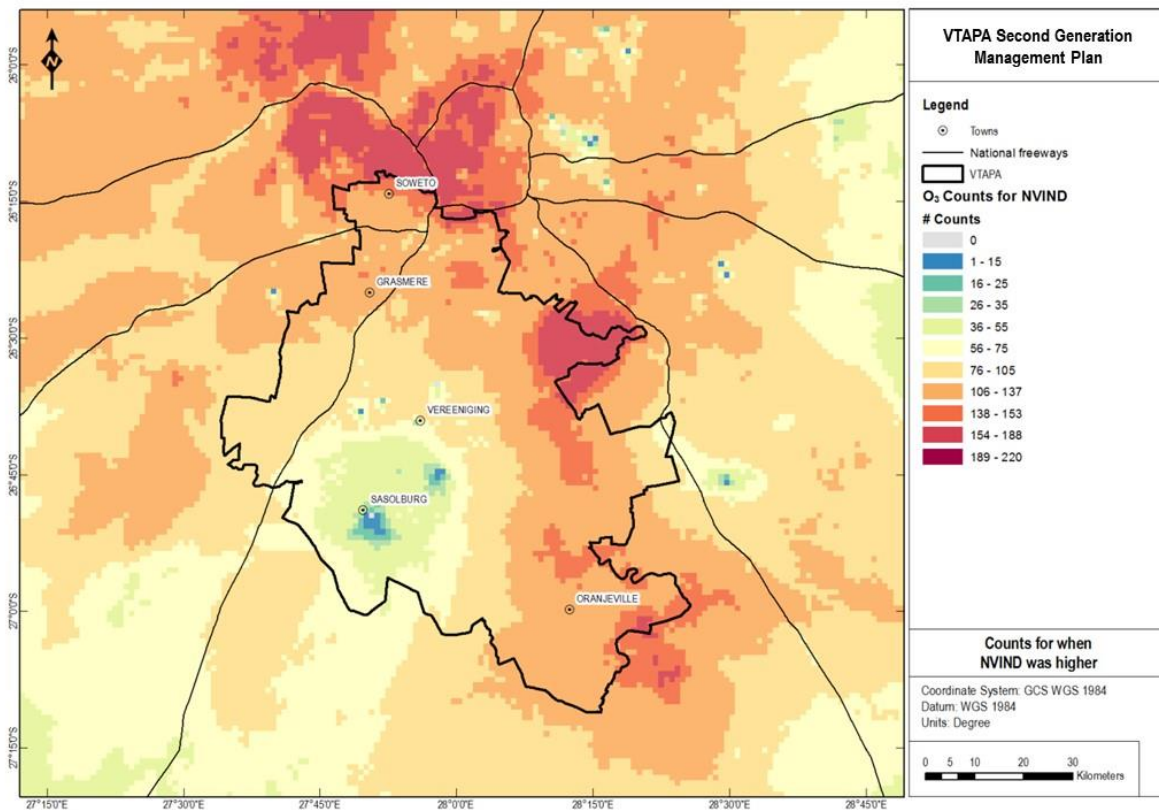 VTAPA Second Generation
Management Plan
Legend
Towns
National freeways
VTAPA
O₃ Counts for NVIND
# Counts
0
1 - 15
16 - 25
26 - 35
36 - 55
56 - 75
76 - 105
106 - 137
138 - 153
154 - 188
189 - 220
Counts for when
NVIND was higher
Coordinate System: GCS WGS 1984
Datum: WGS 1984
Units: Degree
0 5 10 20 30
Kilometers
N
SOWETO
GRASMERE
VEREENIGING
SASOLBURG
ORANJEVILLE
26°0'0"S
26°15'0"S
26°30'0"S
26°45'0"S
27°0'0"S
27°15'0"S
27°15'0"E
27°30'0"E
27°45'0"E
28°0'0"E
28°15'0"E
28°30'0"E
28°45'0"E